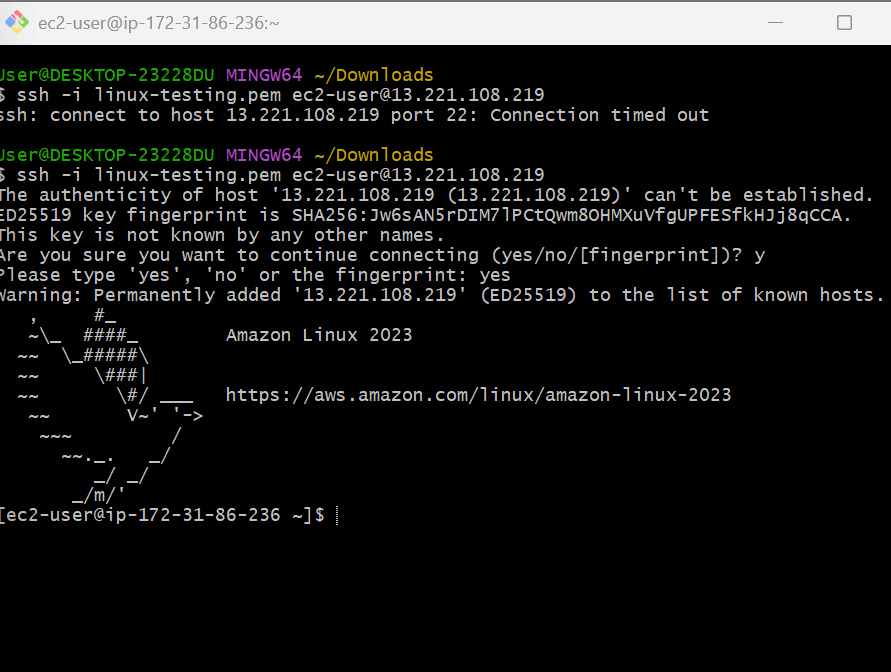 ec2-user@ip-172-31-86-236:~
User@DESKTOP-23228DU MINGW64 ~/Downloads
$ ssh -i linux-testing.pem ec2-user@13.221.108.219
ssh: connect to host 13.221.108.219 port 22: Connection timed out
User@DESKTOP-23228DU MINGW64 ~/Downloads
$ ssh -i linux-testing.pem ec2-user@13.221.108.219
The authenticity of host '13.221.108.219 (13.221.108.219)' can't be established.
ED25519 key fingerprint is SHA256:Jw6sAN5rDIM7lPCtQwm8OHMXuVfgUPFESfkHJj8qCCA.
This key is not known by any other names.
Are you sure you want to continue connecting (yes/no/[fingerprint])? y
Please type 'yes', 'no' or the fingerprint: yes
Warning: Permanently added '13.221.108.219' (ED25519) to the list of known hosts.
   ,     #_
   ~\_  ####_        Amazon Linux 2023
  ~~  \_#####\
  ~~     \###|
  ~~       \#/ ___   https://aws.amazon.com/linux/amazon-linux-2023
   ~~       V~' '->
    ~~~         /
      ~~._.   _/
         _/ _/
       _/m/'
[ec2-user@ip-172-31-86-236 ~]$